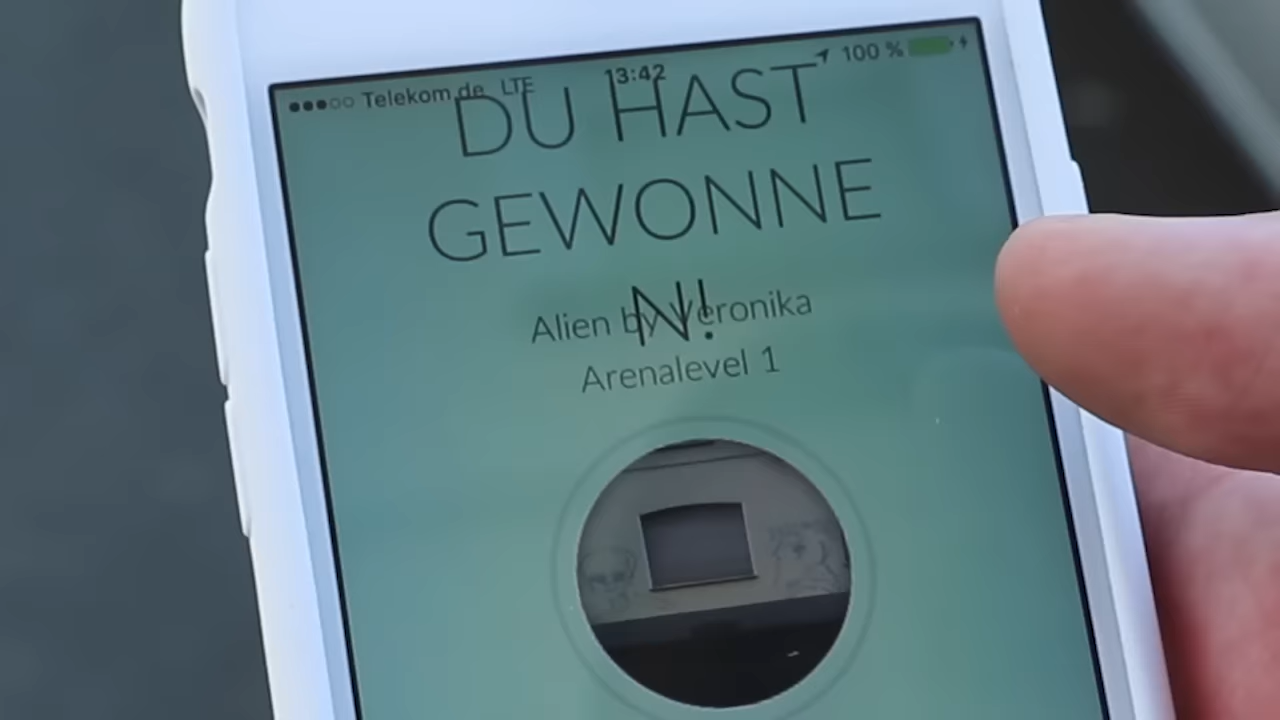 ●●●○○ Telekom.de LTE 13:42 100 %
DU HAST
GEWONNE
N!
Alien by Veronika
Arenalevel 1